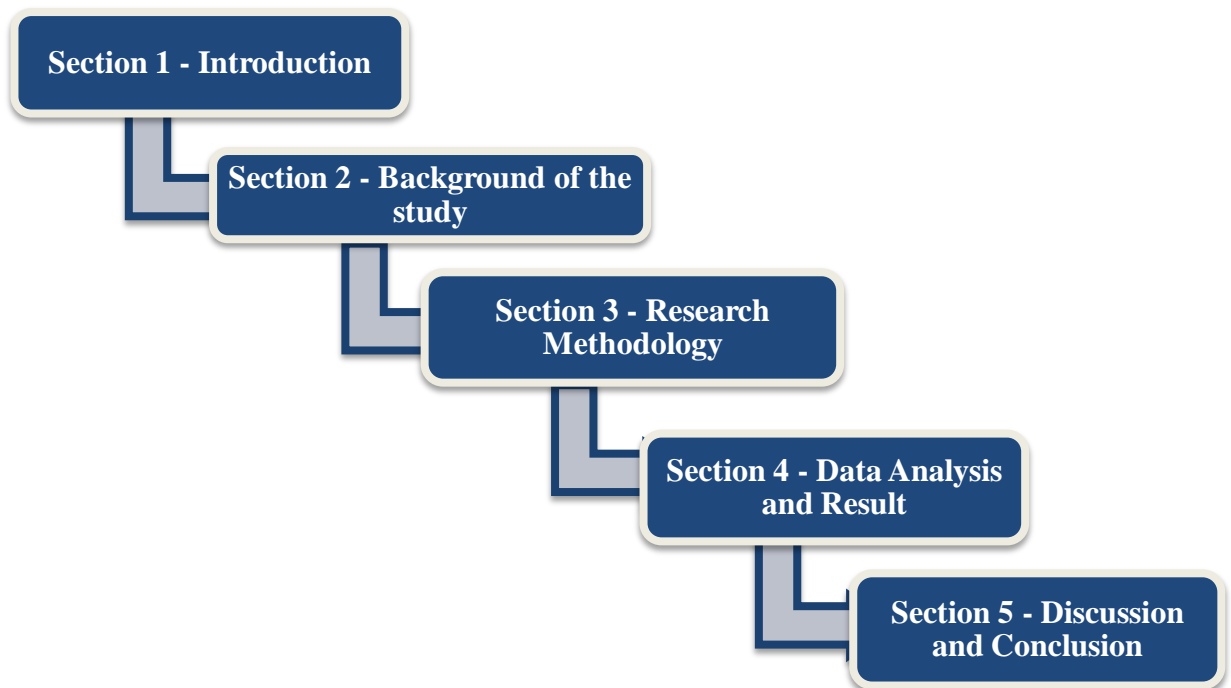 Section 1 - Introduction
Section 2 - Background of the
study
Section 3 - Research
Methodology
Section 4 - Data Analysis
and Result
Section 5 - Discussion
and Conclusion